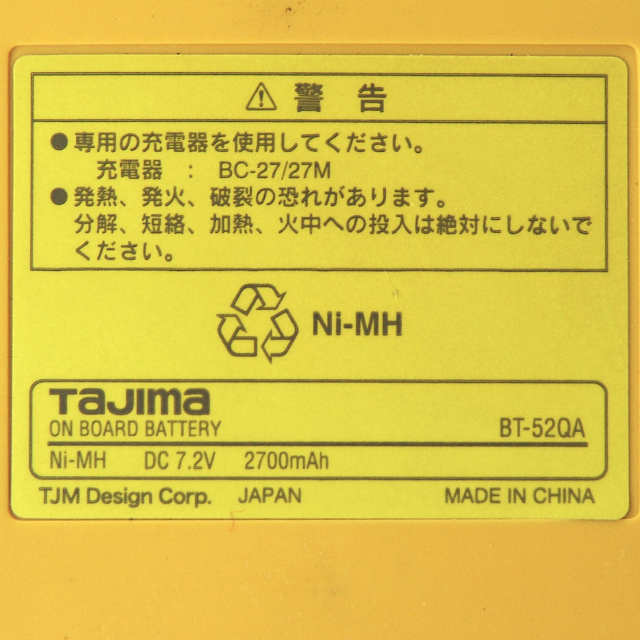 ⚠ 警 告
●専用の充電器を使用してください。
充電器 : BC-27/27M
●発熱、発火、破裂の恐れがあります。
分解、短絡、加熱、火中への投入は絶対にしないで
ください。
Ni-MH
TAJIMA
ON BOARD BATTERY BT-52QA
Ni-MH DC 7.2V 2700mAh
TJM Design Corp. JAPAN MADE IN CHINA